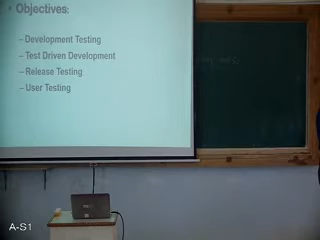 • Objectives:
– Development Testing
– Test Driven Development
– Release Testing
– User Testing
A-S1